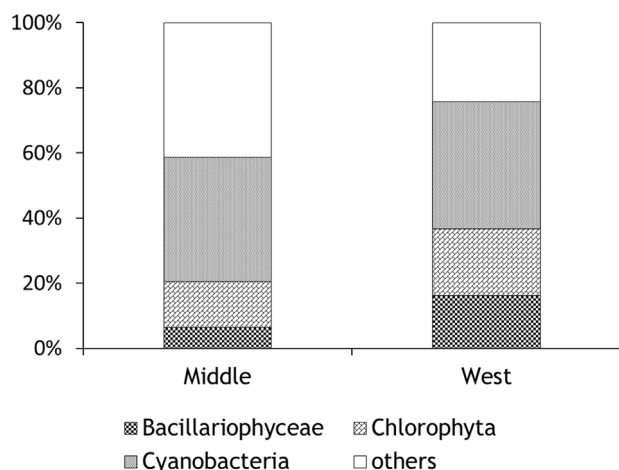 100%
80%
60%
40%
20%
0%
Middle West
Bacillariophyceae Chlorophyta
Cyanobacteria others